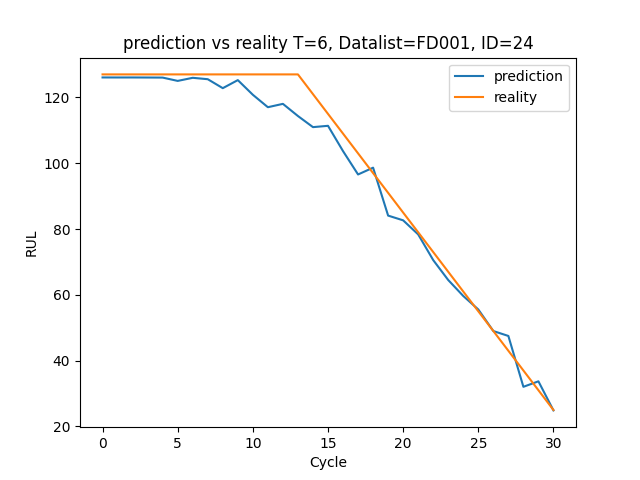 prediction vs reality T=6, Datalist=FD001, ID=24
prediction
reality
120
100
80
60
40
20
RUL
0 5 10 15 20 25 30
Cycle